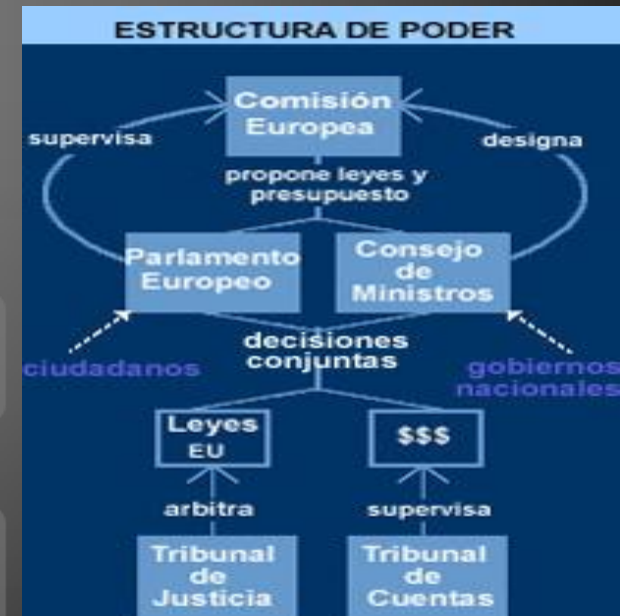 ESTRUCTURA DE PODER
Comisión
Europea
supervisa
designa
propone leyes y
presupuesto
Parlamento
Europeo
Consejo
de
Ministros
decisiones
conjuntas
ciudadanos
gobiernos
nacionales
Leyes
EU
$$$
arbitra
supervisa
Tribunal
de
Justicia
Tribunal
de
Cuentas